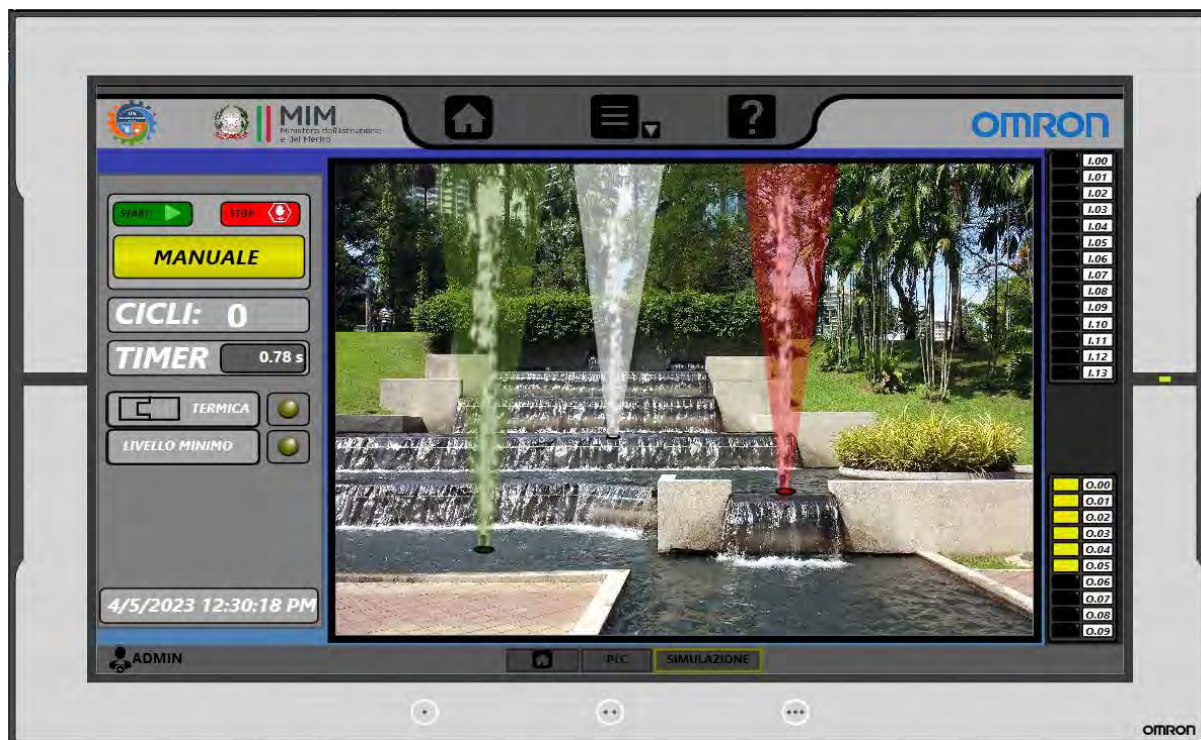 MIM
Ministero dell'Istruzione
e del Merito
?
OMRON
START
STOP
MANUALE
CICLI: 0
TIMER 0.78 s
TERMICA
LIVELLO MINIMO
4/5/2023 12:30:18 PM
ADMIN
PLC
SIMULAZIONE
I.00
I.01
I.02
I.03
I.04
I.05
I.06
I.07
I.08
I.09
I.10
I.11
I.12
I.13
O.00
O.01
O.02
O.03
O.04
O.05
O.06
O.07
O.08
O.09
OMRON